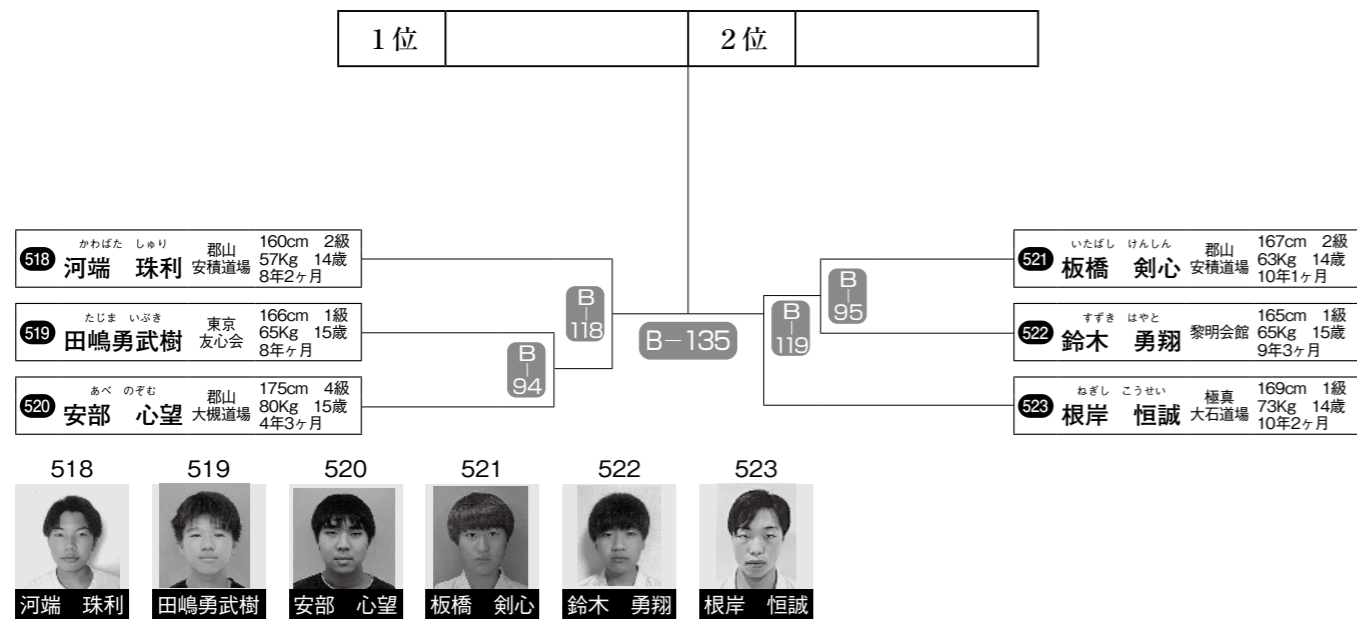 1位 2位
かわばた しゅり
518 河端 珠利 郡山 安積道場 160cm 2級
57Kg 14歳
8年2ヶ月
たじま いぶき
519 田嶋勇武樹 東京 友心会 166cm 1級
65Kg 15歳
8年ヶ月
あべ のぞむ
520 安部 心望 郡山 大槻道場 175cm 4級
80Kg 15歳
4年3ヶ月
B-94
B-118
B-135
B-119
B-95
いたばし けんしん
521 板橋 剣心 郡山 安積道場 167cm 2級
63Kg 14歳
10年1ヶ月
すずき はやと
522 鈴木 勇翔 黎明会館 165cm 1級
65Kg 15歳
9年3ヶ月
ねぎし こうせい
523 根岸 恒誠 極真 大石道場 169cm 1級
73Kg 14歳
10年2ヶ月
518 519 520 521 522 523
河端 珠利 田嶋勇武樹 安部 心望 板橋 剣心 鈴木 勇翔 根岸 恒誠